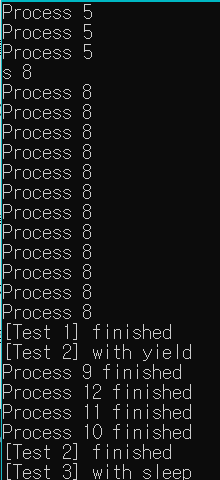 Process 5
Process 5
Process 5
s 8
Process 8
Process 8
Process 8
Process 8
Process 8
Process 8
Process 8
Process 8
Process 8
Process 8
Process 8
Process 8
[Test 1] finished
[Test 2] with yield
Process 9 finished
Process 12 finished
Process 11 finished
Process 10 finished
[Test 2] finished
[Test 3] with sleep